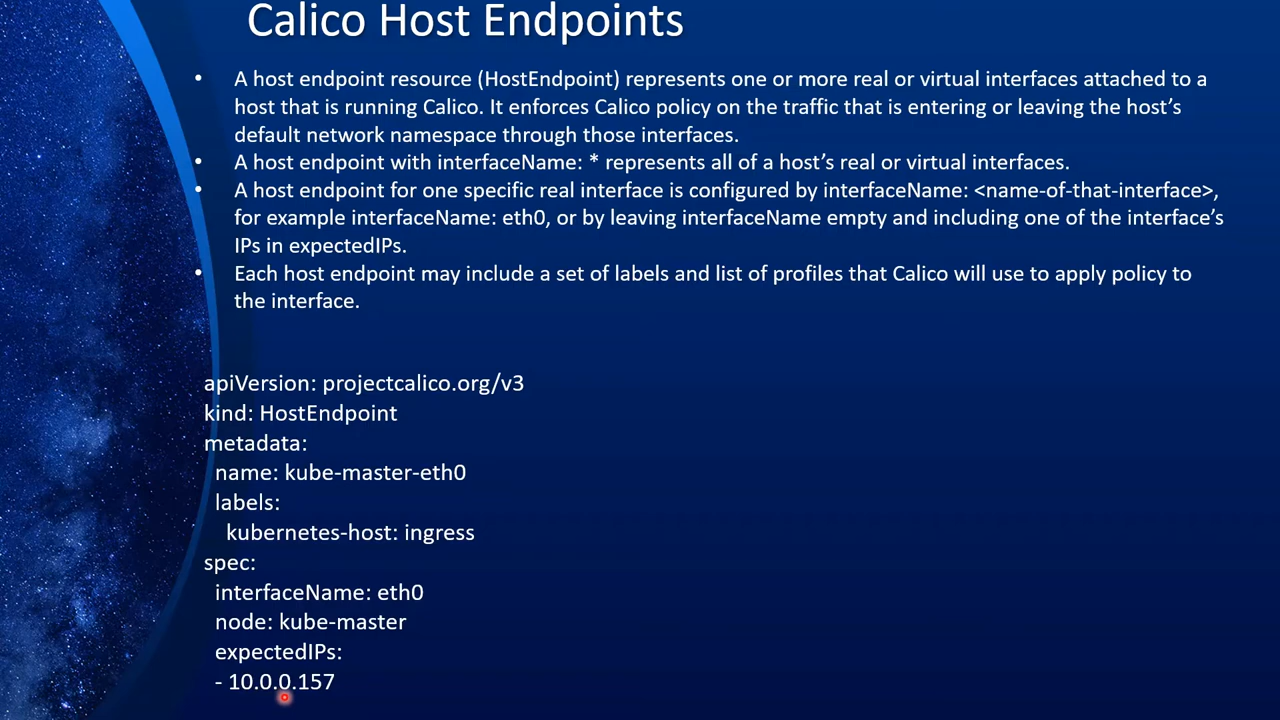 Calico Host Endpoints
• A host endpoint resource (HostEndpoint) represents one or more real or virtual interfaces attached to a
host that is running Calico. It enforces Calico policy on the traffic that is entering or leaving the host's
default network namespace through those interfaces.
• A host endpoint with interfaceName: * represents all of a host's real or virtual interfaces.
• A host endpoint for one specific real interface is configured by interfaceName: <name-of-that-interface>,
for example interfaceName: eth0, or by leaving interfaceName empty and including one of the interface's
IPs in expectedIPs.
• Each host endpoint may include a set of labels and list of profiles that Calico will use to apply policy to
the interface.
apiVersion: projectcalico.org/v3
kind: HostEndpoint
metadata:
  name: kube-master-eth0
  labels:
    kubernetes-host: ingress
spec:
  interfaceName: eth0
  node: kube-master
  expectedIPs:
  - 10.0.0.157